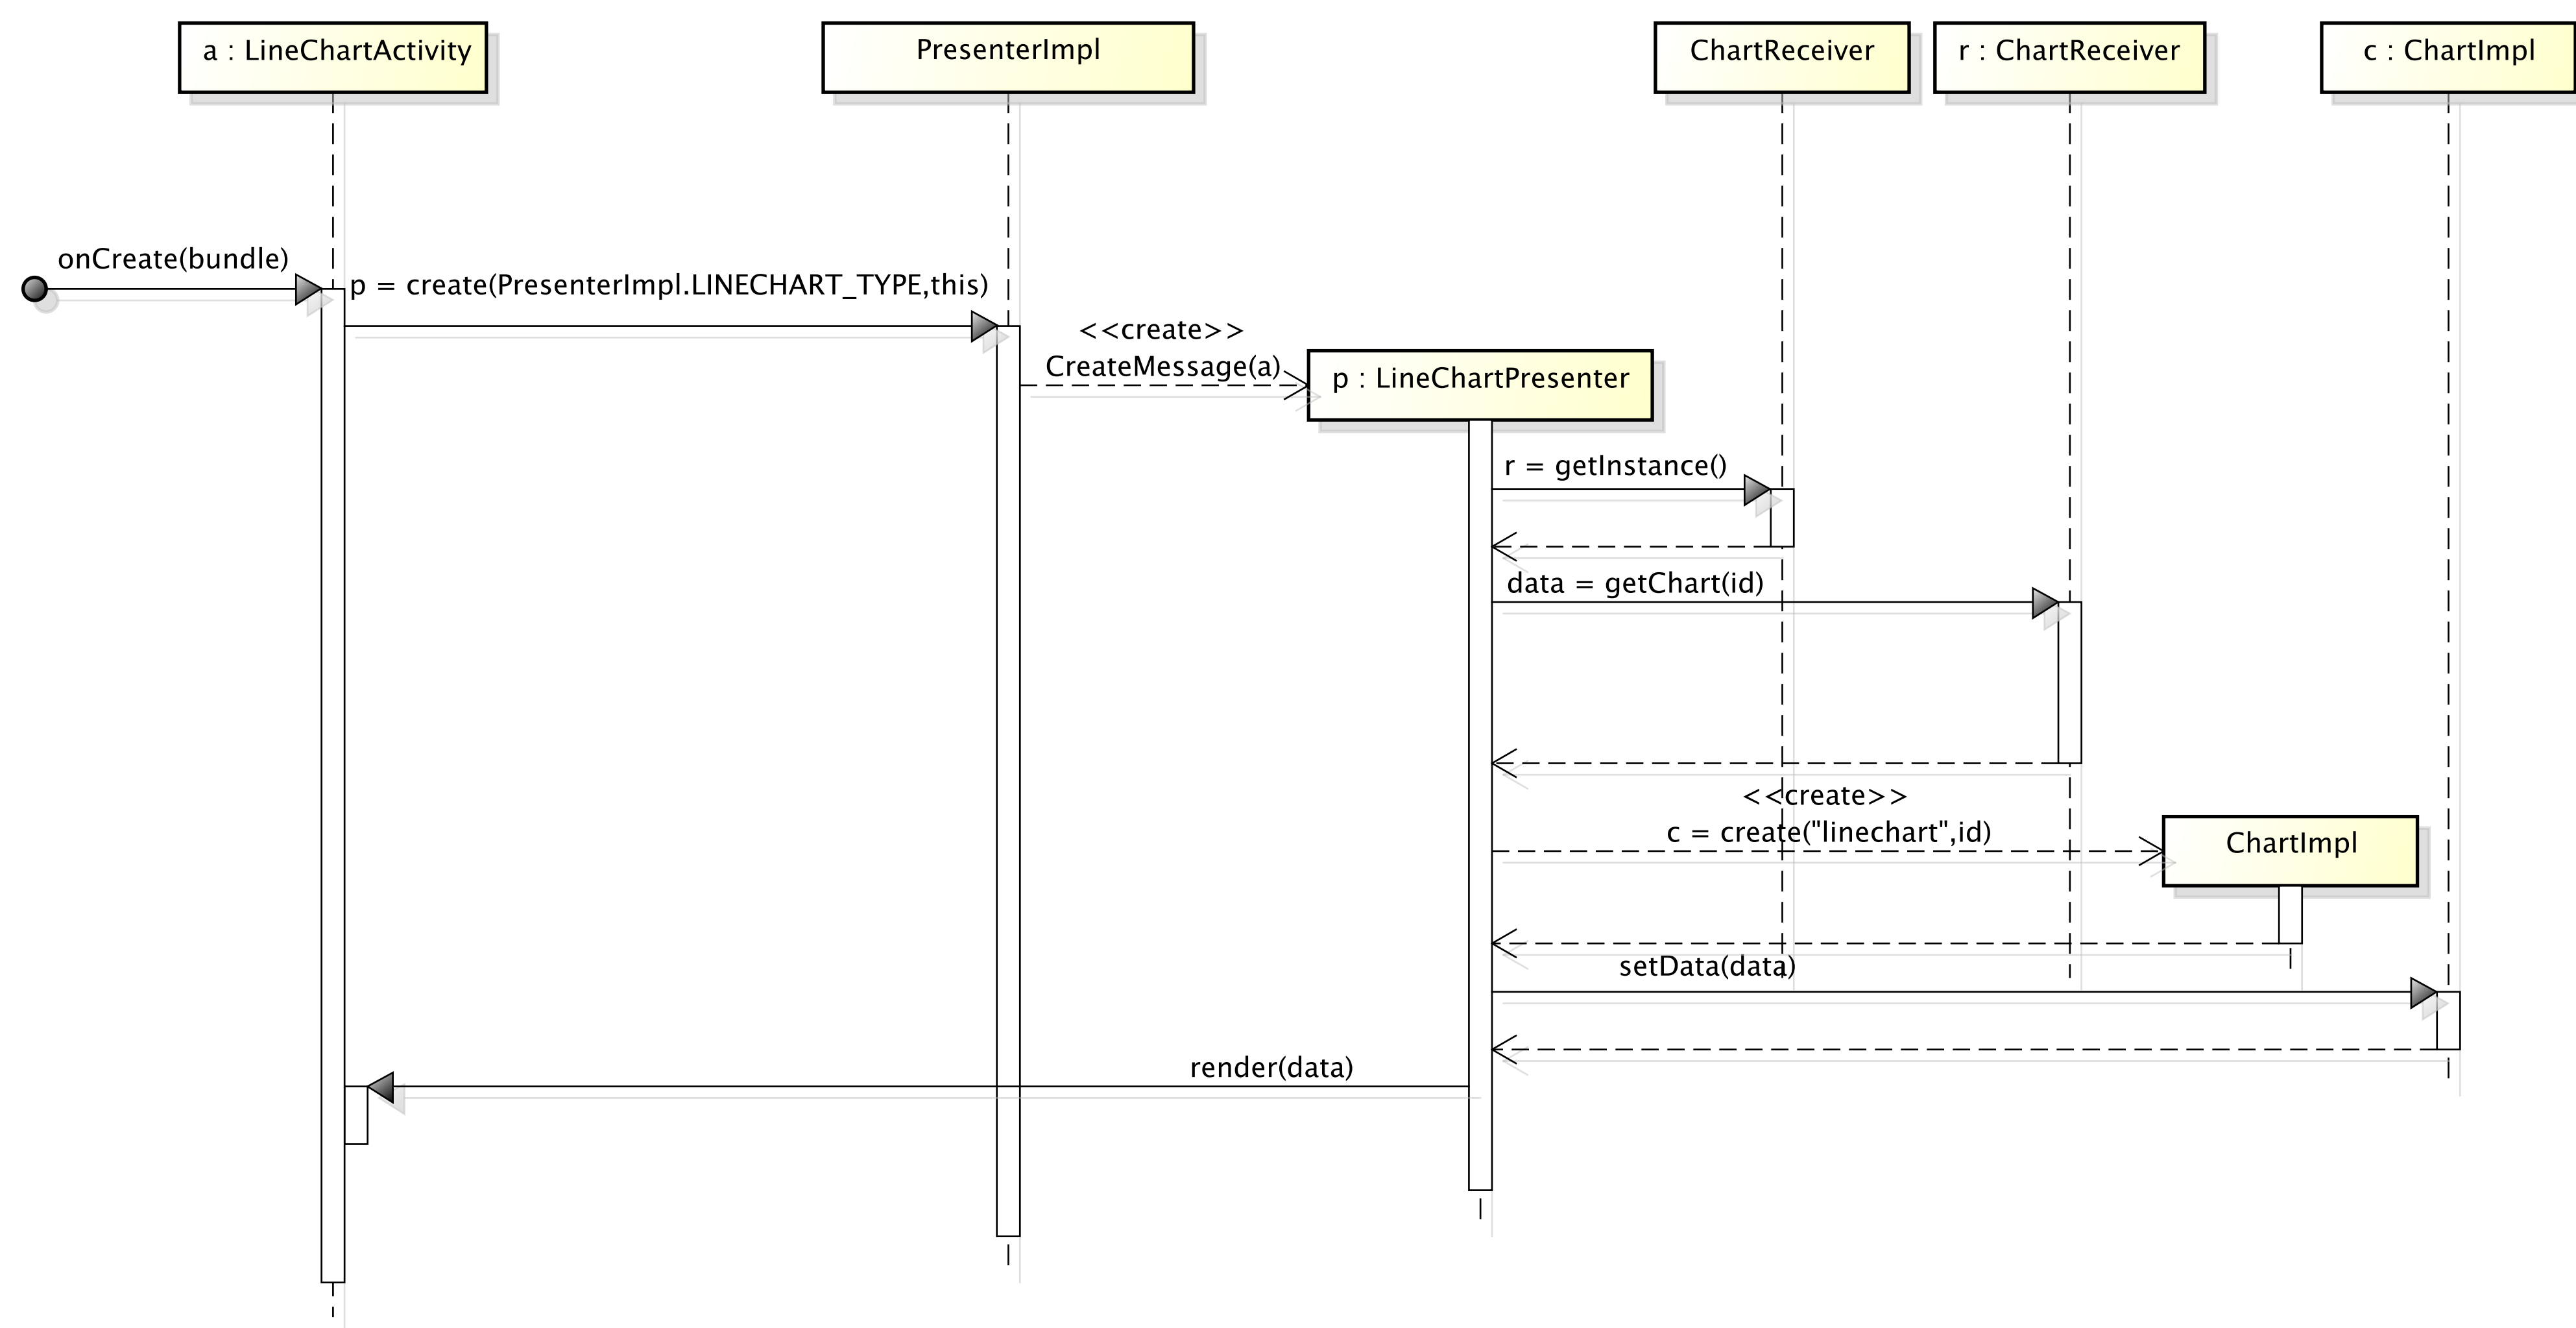 a : LineChartActivity
PresenterImpl
ChartReceiver
r : ChartReceiver
c : ChartImpl
onCreate(bundle)
p = create(PresenterImpl.LINECHART_TYPE,this)
<<create>>
CreateMessage(a)
p : LineChartPresenter
r = getInstance()
data = getChart(id)
<<create>>
c = create("linechart",id)
ChartImpl
setData(data)
render(data)